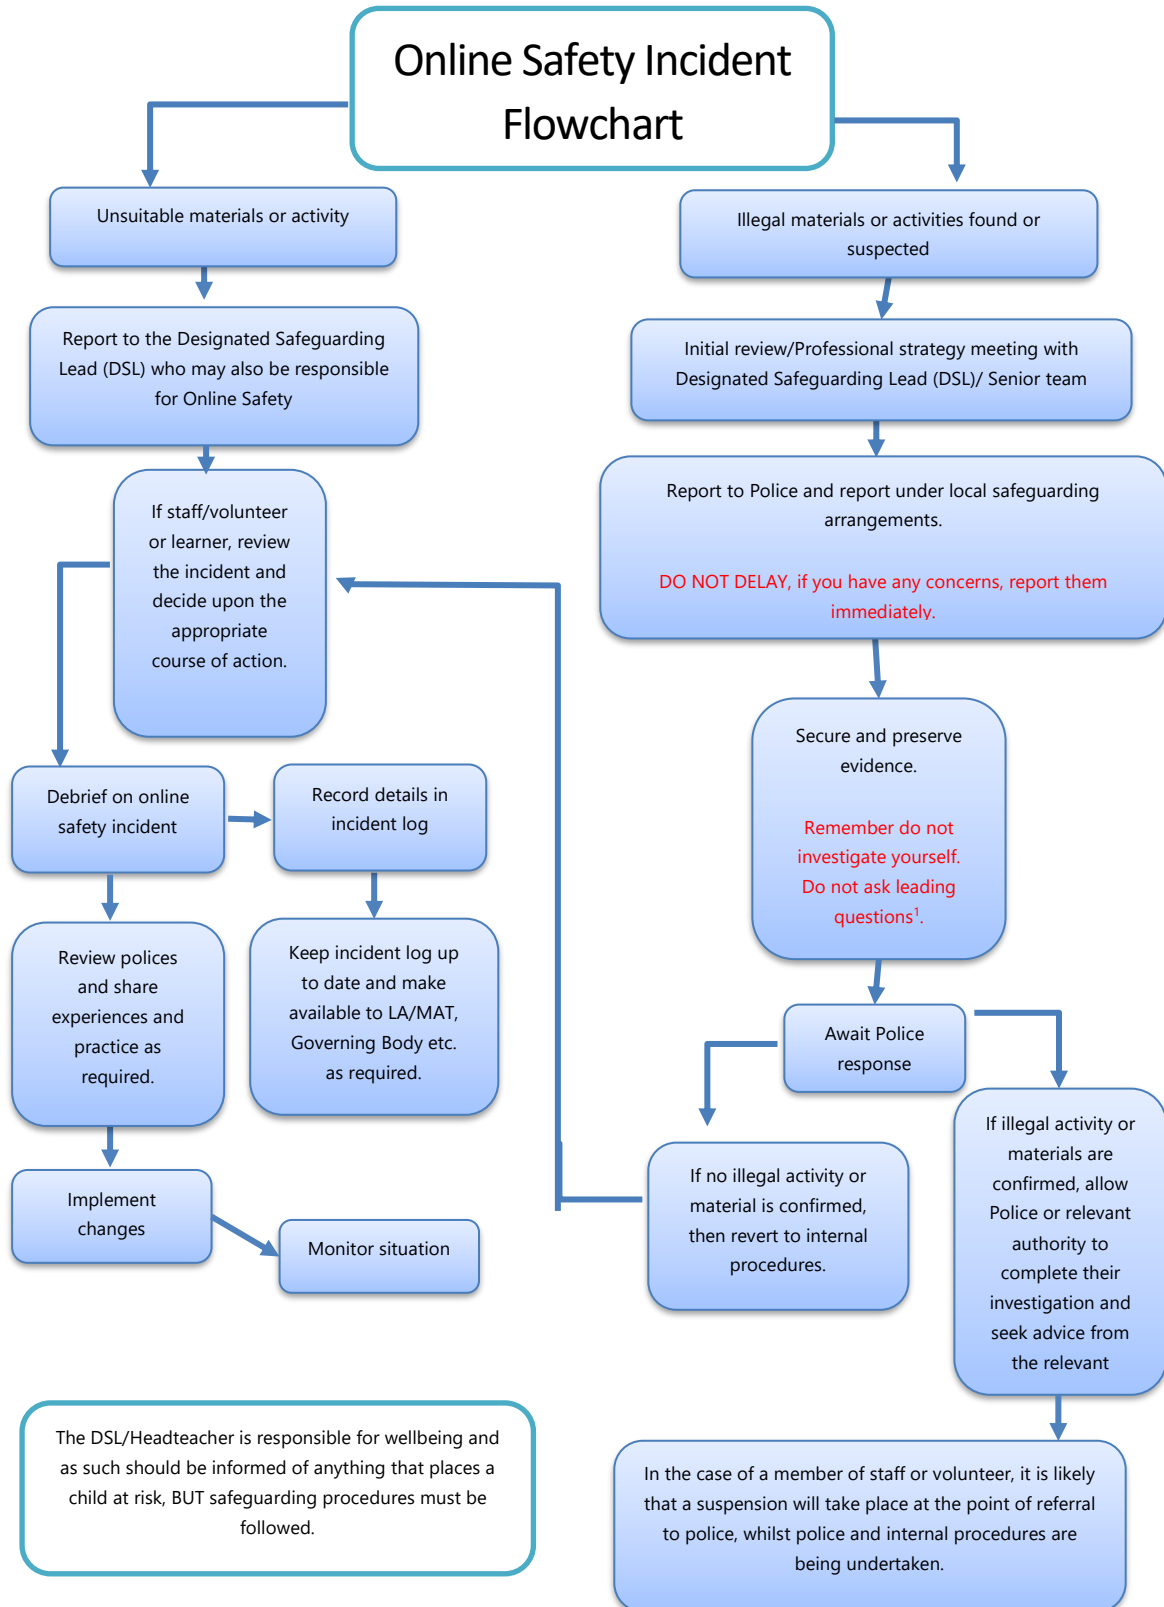 Online Safety Incident
Flowchart
Unsuitable materials or activity
Report to the Designated Safeguarding
Lead (DSL) who may also be responsible
for Online Safety
If staff/volunteer
or learner, review
the incident and
decide upon the
appropriate
course of action.
Debrief on online
safety incident
Record details in
incident log
Review polices
and share
experiences and
practice as
required.
Keep incident log up
to date and make
available to LA/MAT,
Governing Body etc.
as required.
Implement
changes
Monitor situation
Illegal materials or activities found or
suspected
Initial review/Professional strategy meeting with
Designated Safeguarding Lead (DSL)/ Senior team
Report to Police and report under local safeguarding
arrangements.
DO NOT DELAY, if you have any concerns, report them
immediately.
Secure and preserve
evidence.
Remember do not
investigate yourself.
Do not ask leading
questions¹.
Await Police
response
If no illegal activity or
material is confirmed,
then revert to internal
procedures.
If illegal activity or
materials are
confirmed, allow
Police or relevant
authority to
complete their
investigation and
seek advice from
the relevant
In the case of a member of staff or volunteer, it is likely
that a suspension will take place at the point of referral
to police, whilst police and internal procedures are
being undertaken.
The DSL/Headteacher is responsible for wellbeing and
as such should be informed of anything that places a
child at risk, BUT safeguarding procedures must be
followed.